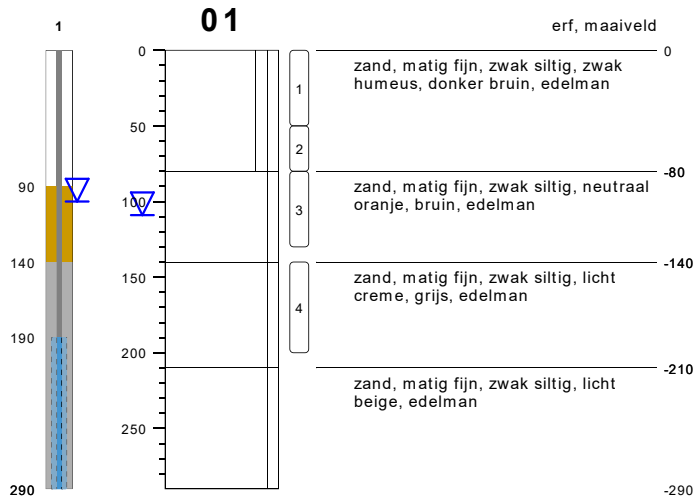 1
01
erf, maaiveld
0
0
zand, matig fijn, zwak siltig, zwak
humeus, donker bruin, edelman
1
50
2
-80
90
zand, matig fijn, zwak siltig, neutraal
oranje, bruin, edelman
100
3
140
-140
150
zand, matig fijn, zwak siltig, licht
creme, grijs, edelman
4
190
200
-210
zand, matig fijn, zwak siltig, licht
beige, edelman
250
290
-290